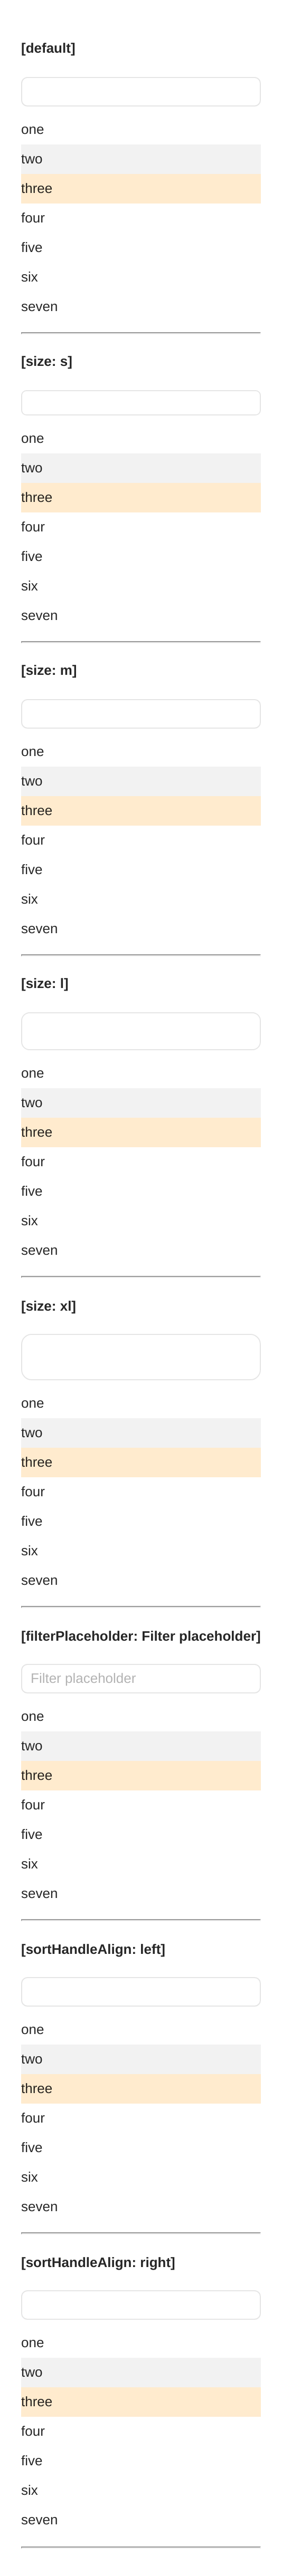 [default]
one
two
three
four
five
six
seven
[size: s]
one
two
three
four
five
six
seven
[size: m]
one
two
three
four
five
six
seven
[size: l]
one
two
three
four
five
six
seven
[size: xl]
one
two
three
four
five
six
seven
[filterPlaceholder: Filter placeholder]
Filter placeholder
one
two
three
four
five
six
seven
[sortHandleAlign: left]
one
two
three
four
five
six
seven
[sortHandleAlign: right]
one
two
three
four
five
six
seven